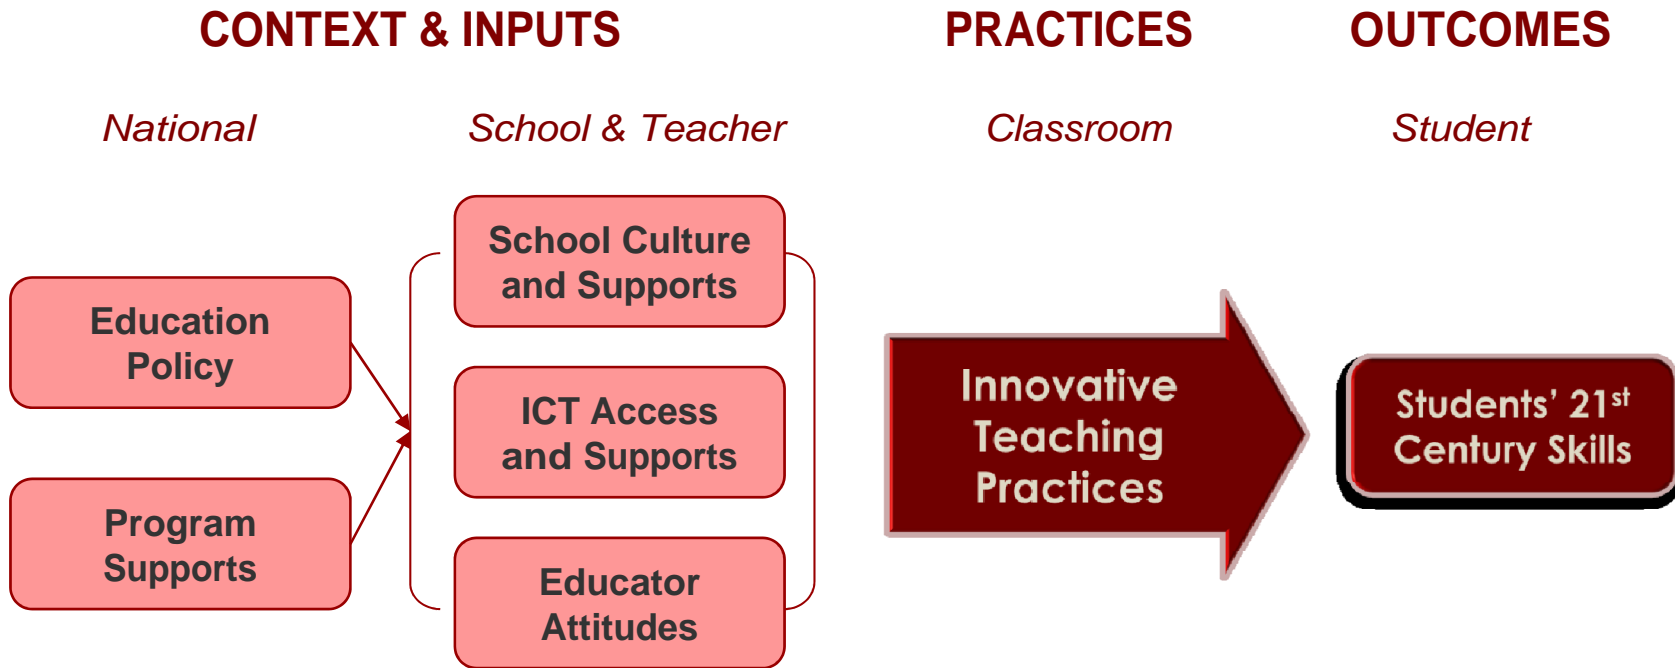 CONTEXT & INPUTS
PRACTICES
OUTCOMES
National
School & Teacher
Classroom
Student
Education
Policy
Program
Supports
School Culture
and Supports
ICT Access
and Supports
Educator
Attitudes
Innovative
Teaching
Practices
Students’ 21st
Century Skills